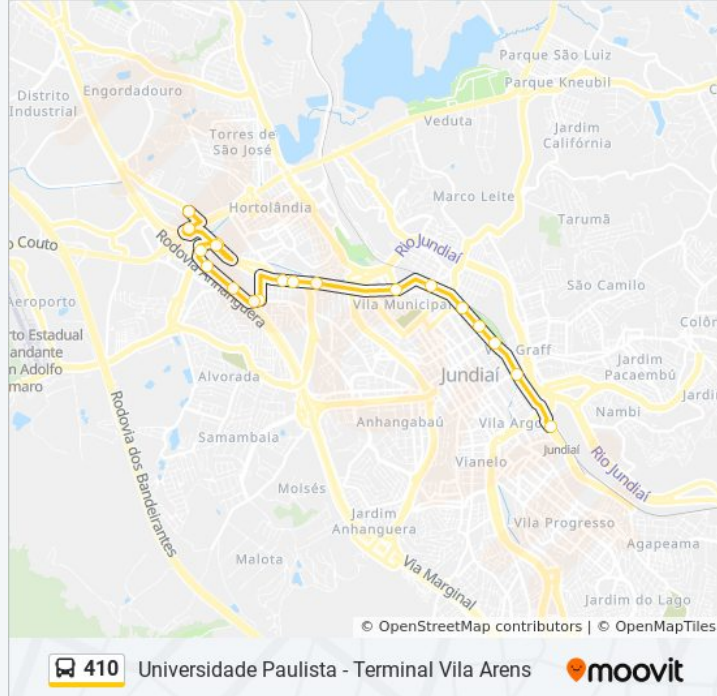 Parque São Luiz
Engordadouro
Parque Kneubil
Distrito
Industrial
Veduta
Jardim
Califórnia
Torres de
São José
Marco Leite
Hortolândia
Tarumã
o Couto
Rodovia Anhanguera
Rio Jundiaí
São Camilo
Aeroporto
Vila Municipal
Colôn
rto Estadual
andante
n Adolfo
maro
Graff
Jardim
Pacaembú
Alvorada
Jundiaí
Jardi
Nambi
Rodovia dos Bandeirantes
Samambaia
Anhangabaú
Vila Argo
Jundiaí
Vianelo
Rio Jundiaí
Moisés
Jardim
Anhanguera
Vila Progresso
Agapeama
Malota
Via Marginal
Jardim do Lago
© OpenStreetMap contributors | © OpenMapTiles
410 Universidade Paulista - Terminal Vila Arens
moovit